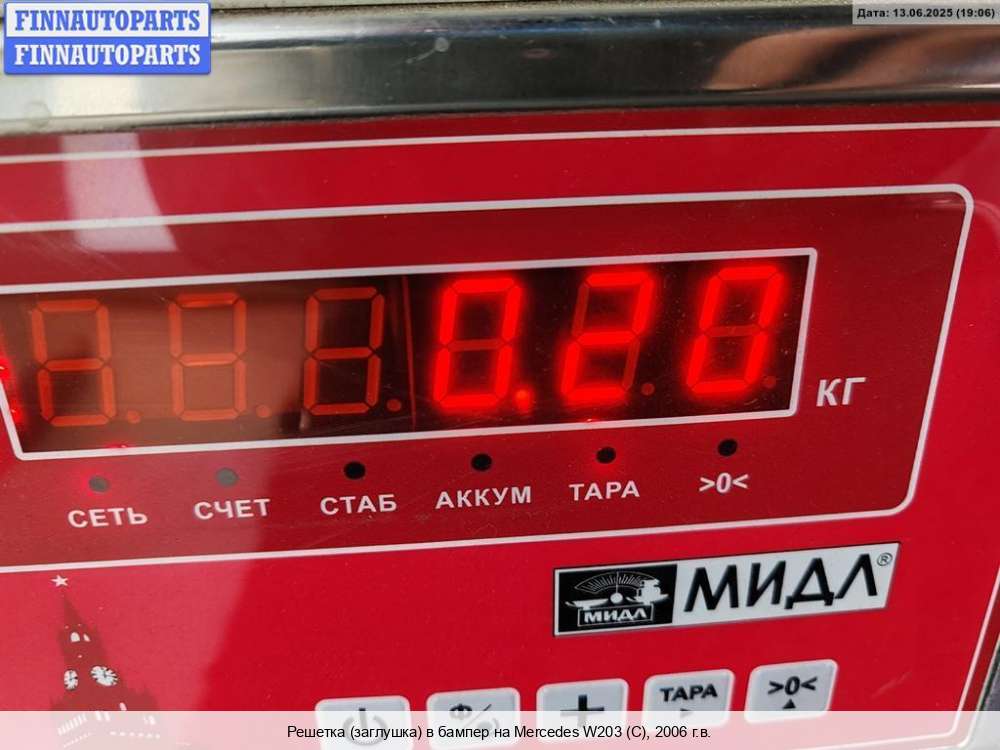 FINNAUTOPARTS
FINNAUTOPARTS
Дата: 13.06.2025 (19:06)
0.20
КГ
СЕТЬ СЧЕТ СТАБ АККУМ ТАРА >0<
МИДЛ МИДЛ®
ТАРА >0<
Решетка (заглушка) в бампер на Mercedes W203 (C), 2006 г.в.